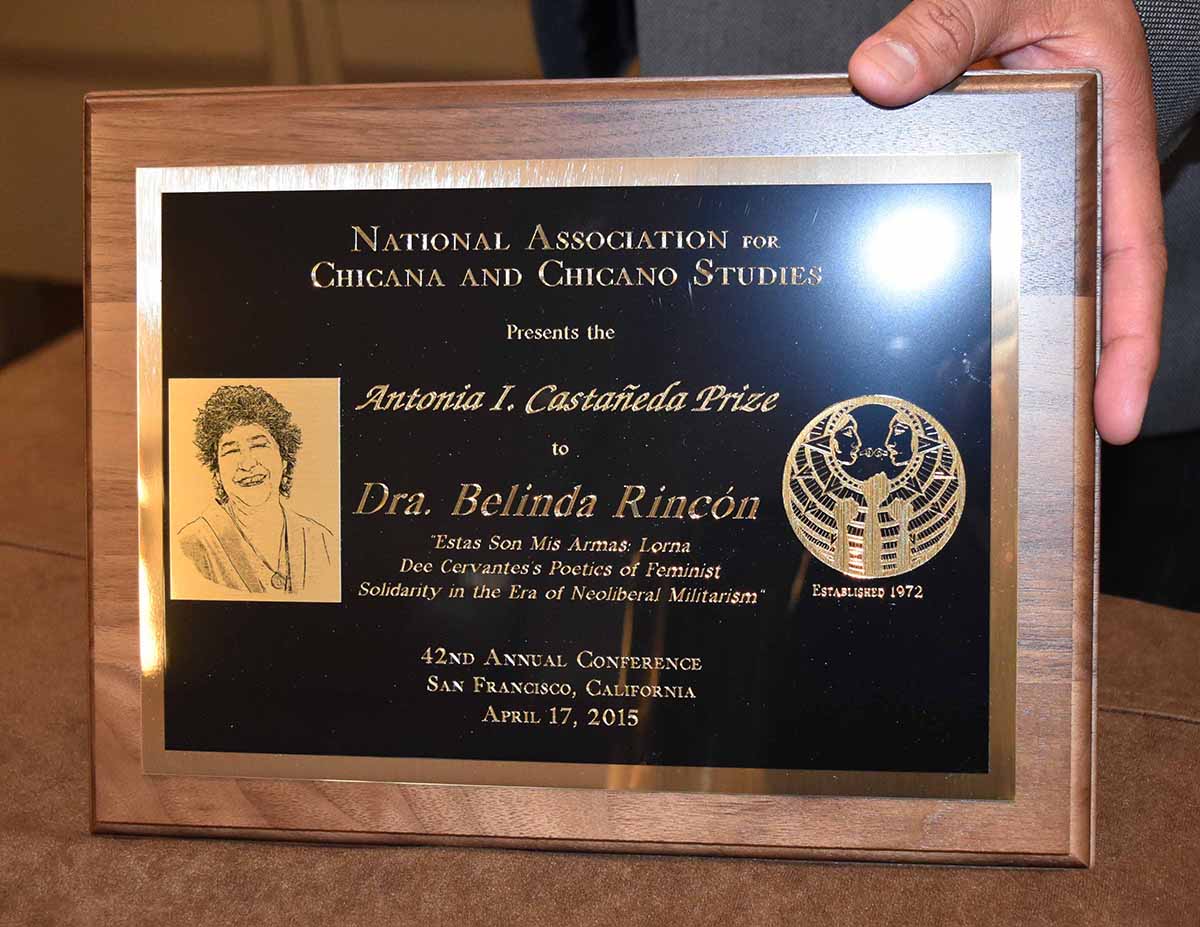 NATIONAL ASSOCIATION FOR
CHICANA AND CHICANO STUDIES
Presents the
Antonia I. Castañeda Prize
to
Dra. Belinda Rincón
"Estas Son Mis Armas: Lorna
Dee Cervantes's Poetics of Feminist
Solidarity in the Era of Neoliberal Militarism"
ESTABLISHED 1972
42ND ANNUAL CONFERENCE
SAN FRANCISCO, CALIFORNIA
APRIL 17, 2015